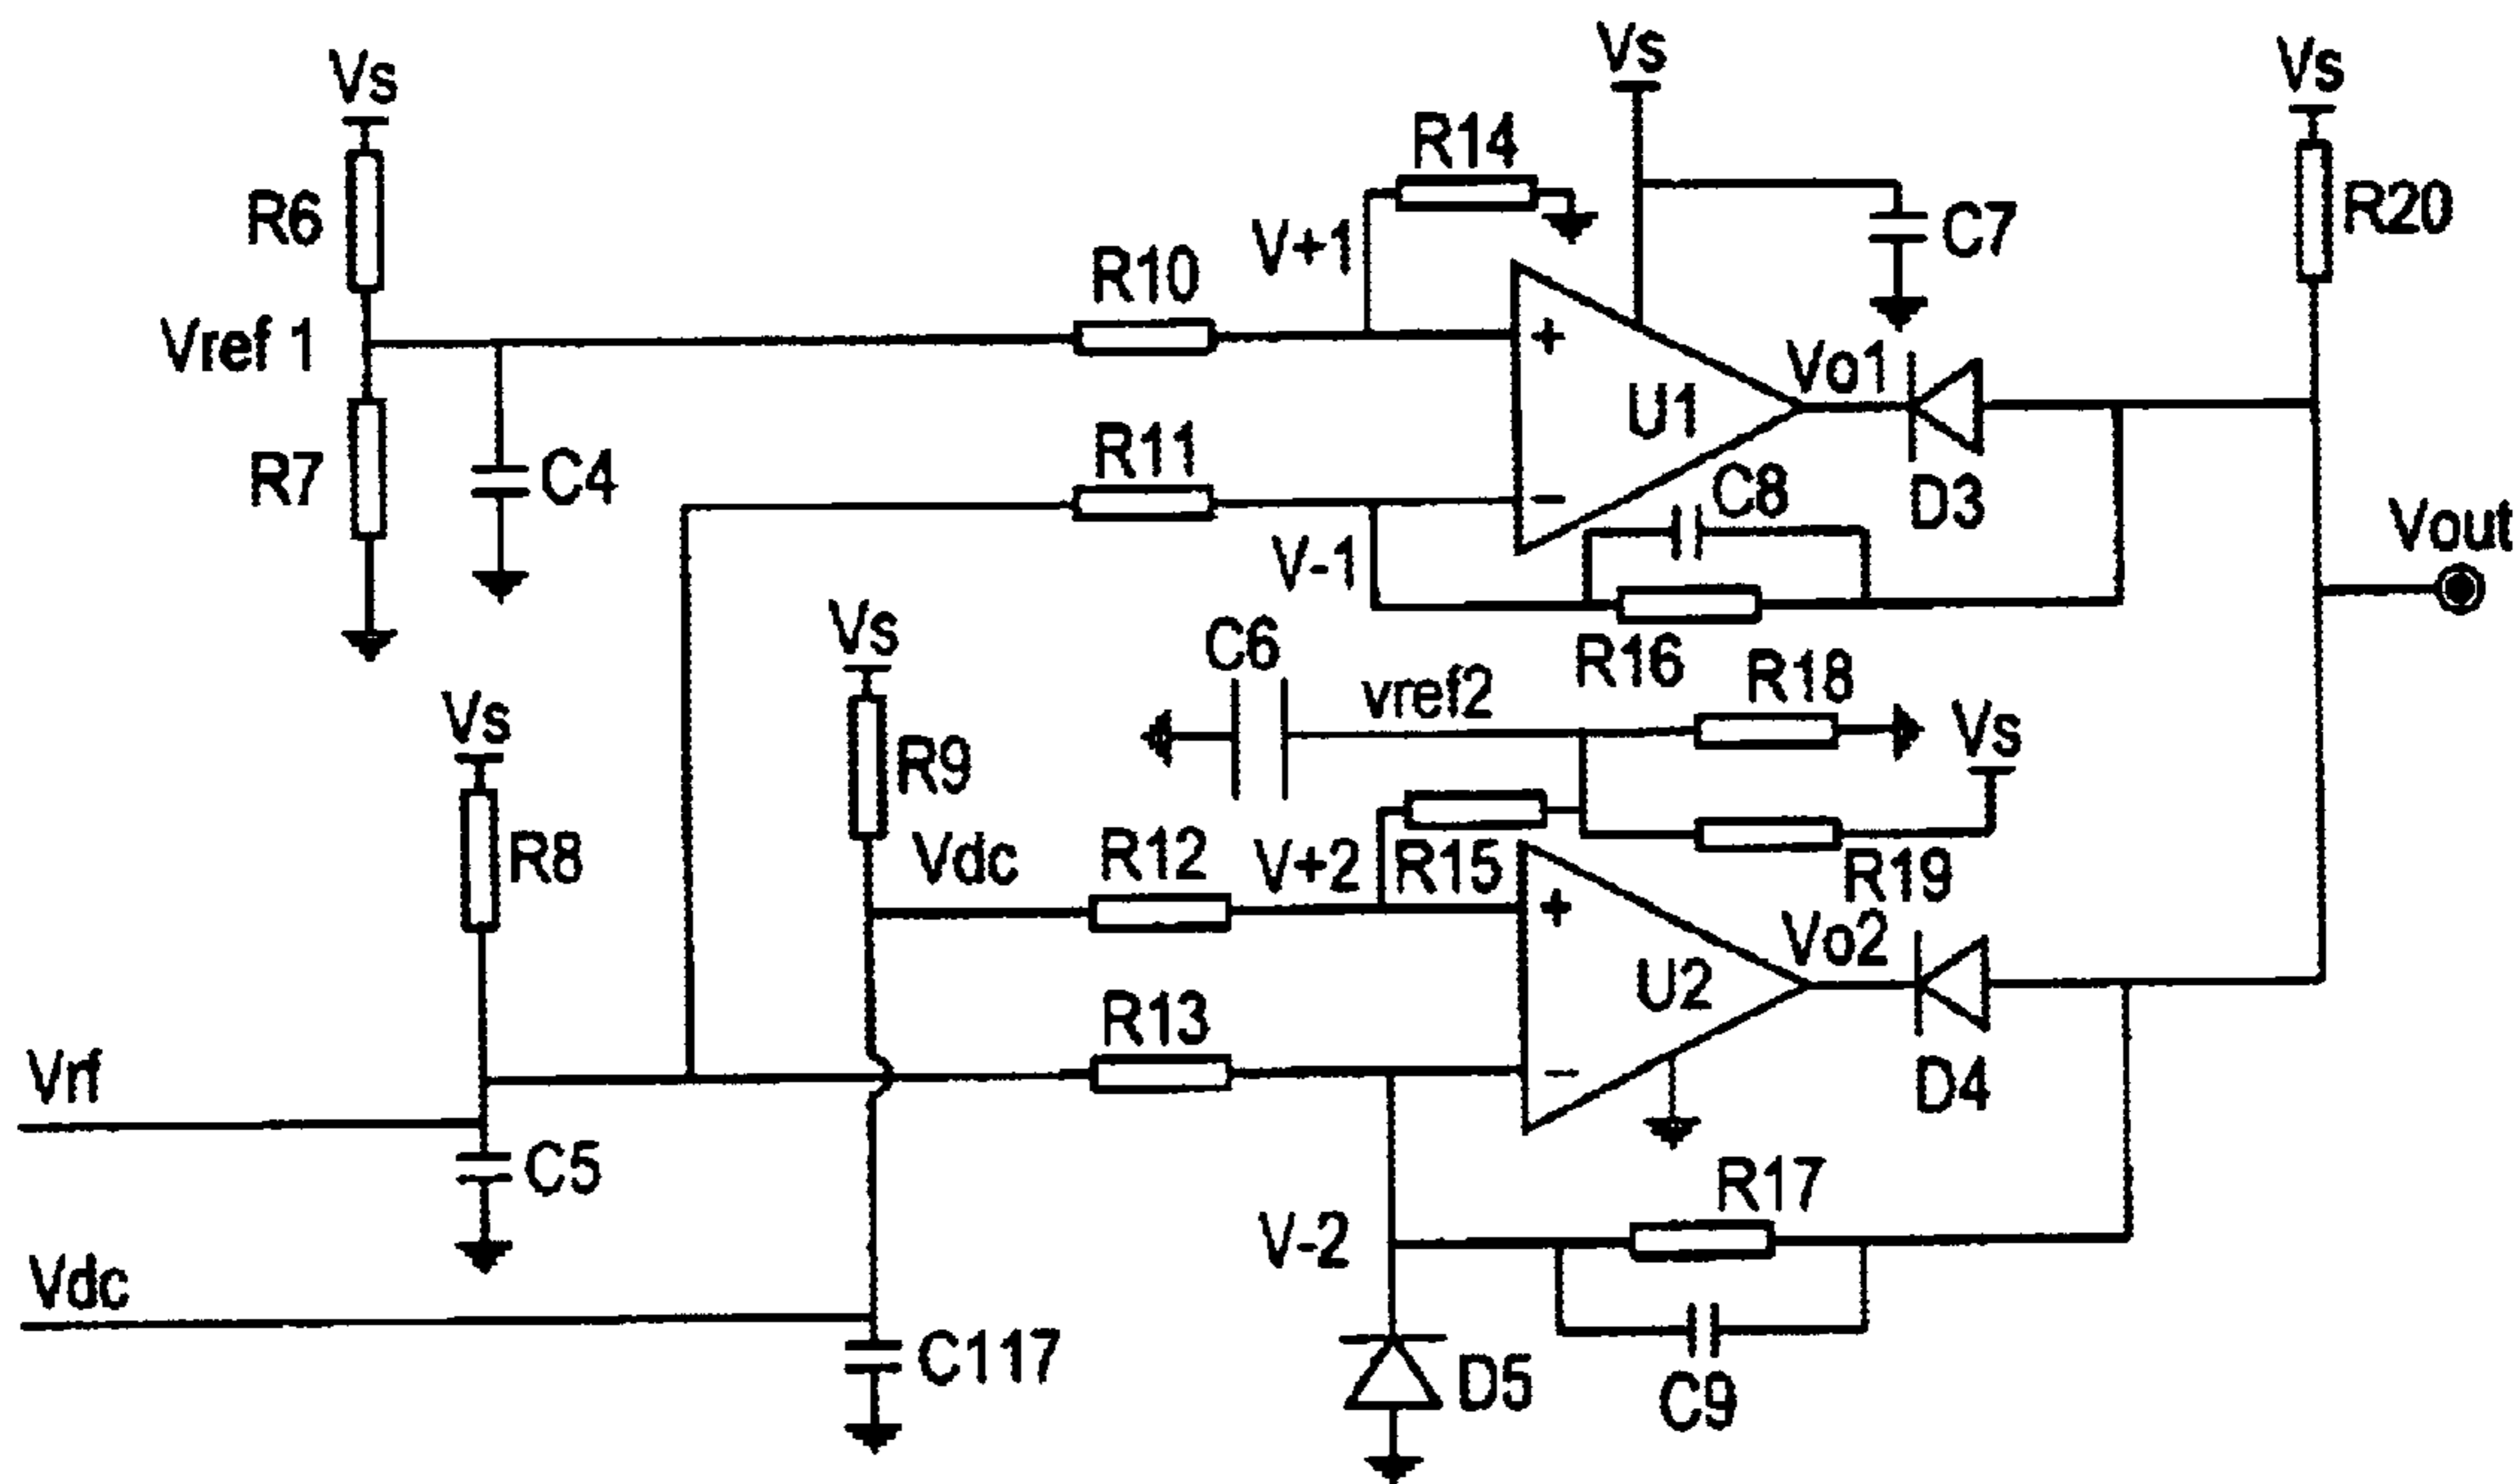 Vs
Vs
Vs
R14
R6
R20
V+1
C7
R10
Vref 1
Vo1
U1
R11
R7
C4
C8
D3
Vout
V-1
Vs
C6
R16
R18
vref2
Vs
Vs
R9
R8
Vdc
R12
V+2
R15
R19
Vo2
U2
R13
D4
C5
R17
V-2
Vdc
C117
D5
C9
+
-
+
-